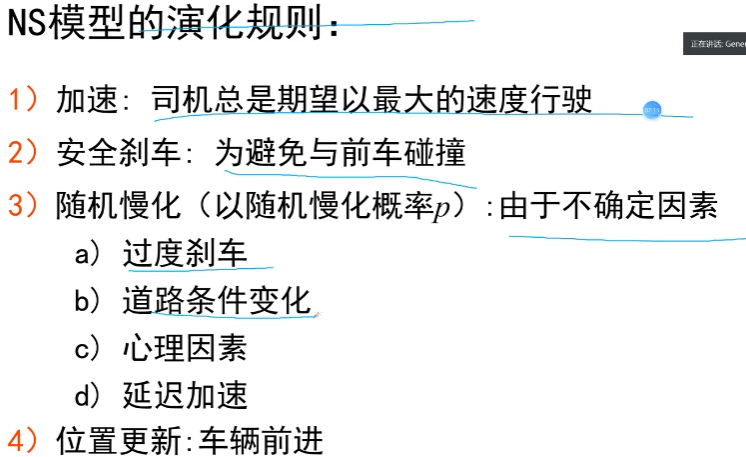 NS模型的演化规则:
正在讲话: Gener
1）加速: 司机总是期望以最大的速度行驶
2）安全刹车: 为避免与前车碰撞
3）随机慢化（以随机慢化概率p）:由于不确定因素
a）过度刹车
b）道路条件变化
c）心理因素
d）延迟加速
4）位置更新:车辆前进